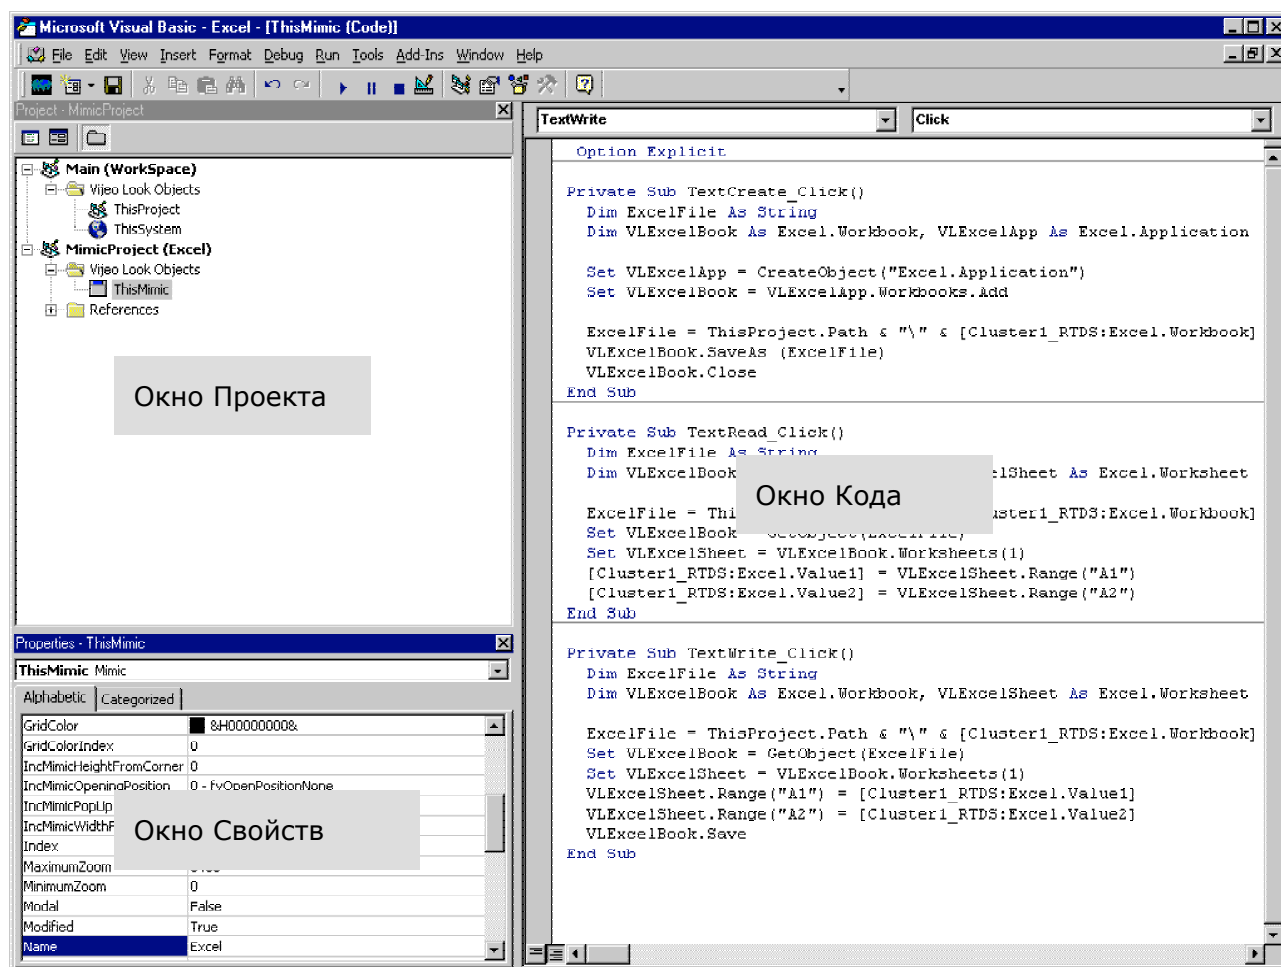 Microsoft Visual Basic - Excel - [ThisMimic (Code)]
File Edit View Insert Format Debug Run Tools Add-Ins Window Help
Project - MimicProject
Main (WorkSpace)
Vijeo Look Objects
ThisProject
ThisSystem
MimicProject (Excel)
Vijeo Look Objects
ThisMimic
References
Окно Проекта
Properties - ThisMimic
ThisMimic Mimic
Alphabetic Categorized
GridColor &H00000000&
GridColorIndex 0
IncMimicHeightFromCorner 0
IncMimicOpeningPosition 0 - fvOpenPositionNone
IncMimicPopUp
IncMimicWidthF
Окно Свойств
Index
MaximumZoom
MinimumZoom 0
Modal False
Modified True
Name Excel
TextWrite Click
Option Explicit
Private Sub TextCreate_Click()
Dim ExcelFile As String
Dim VLExcelBook As Excel.Workbook, VLExcelApp As Excel.Application
Set VLExcelApp = CreateObject("Excel.Application")
Set VLExcelBook = VLExcelApp.Workbooks.Add
ExcelFile = ThisProject.Path & "\" & [Cluster1_RTDS:Excel.Workbook]
VLExcelBook.SaveAs (ExcelFile)
VLExcelBook.Close
End Sub
Private Sub TextRead_Click()
Dim ExcelFile As String
Dim VLExcelBook elSheet As Excel.Worksheet
Окно Кода
ExcelFile = Thi uster1_RTDS:Excel.Workbook]
Set VLExcelBook = GetObject(ExcelFile)
Set VLExcelSheet = VLExcelBook.Worksheets(1)
[Cluster1_RTDS:Excel.Value1] = VLExcelSheet.Range("A1")
[Cluster1_RTDS:Excel.Value2] = VLExcelSheet.Range("A2")
End Sub
Private Sub TextWrite_Click()
Dim ExcelFile As String
Dim VLExcelBook As Excel.Workbook, VLExcelSheet As Excel.Worksheet
ExcelFile = ThisProject.Path & "\" & [Cluster1_RTDS:Excel.Workbook]
Set VLExcelBook = GetObject(ExcelFile)
Set VLExcelSheet = VLExcelBook.Worksheets(1)
VLExcelSheet.Range("A1") = [Cluster1_RTDS:Excel.Value1]
VLExcelSheet.Range("A2") = [Cluster1_RTDS:Excel.Value2]
VLExcelBook.Save
End Sub